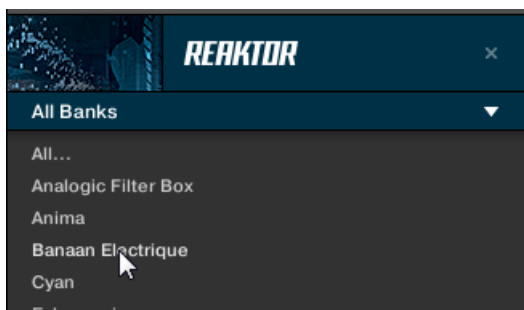 REAKTOR
All Banks
All...
Analogic Filter Box
Anima
Banaan Electrique
Cyan